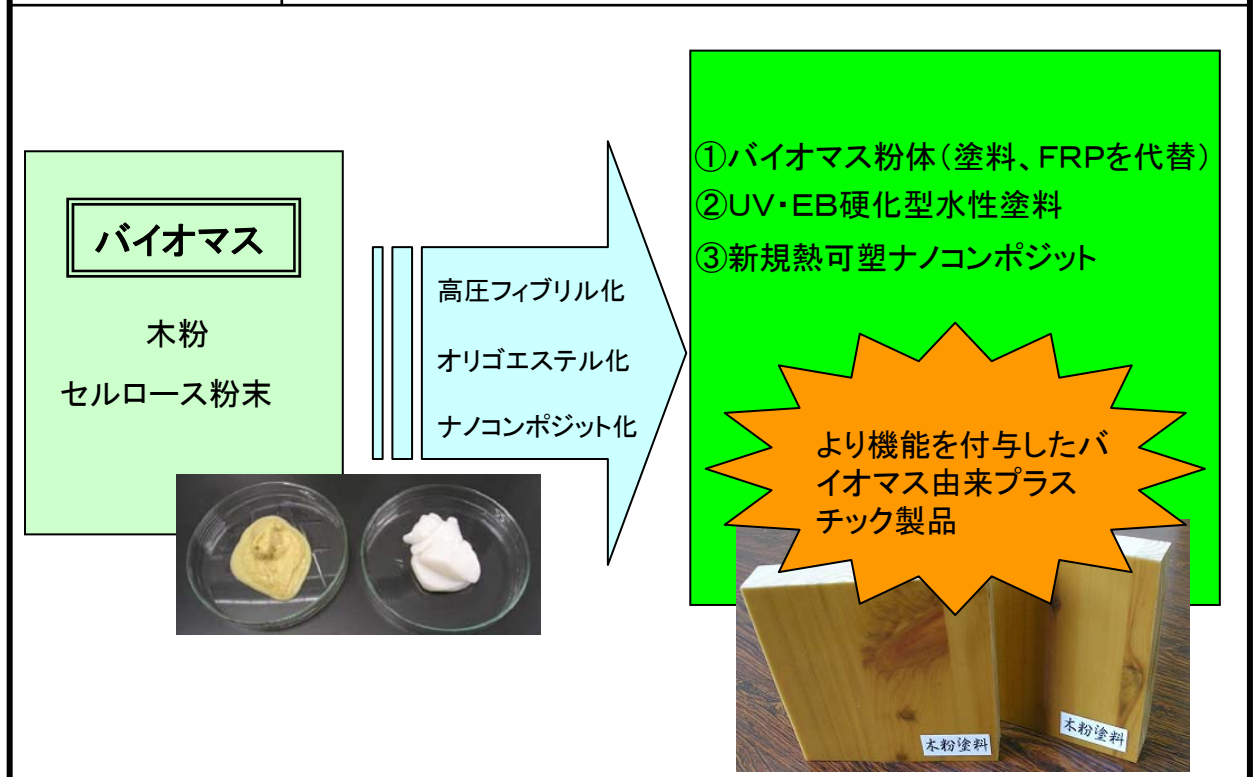 バイオマス
木粉
セルロース粉末
高圧フィブリル化
オリゴエステル化
ナノコンポジット化
①バイオマス粉体（塗料、ＦＲＰを代替）
②ＵＶ・ＥＢ硬化型水性塗料
③新規熱可塑ナノコンポジット
より機能を付与したバ
イオマス由来プラス
チック製品
木粉塗料
木粉塗料